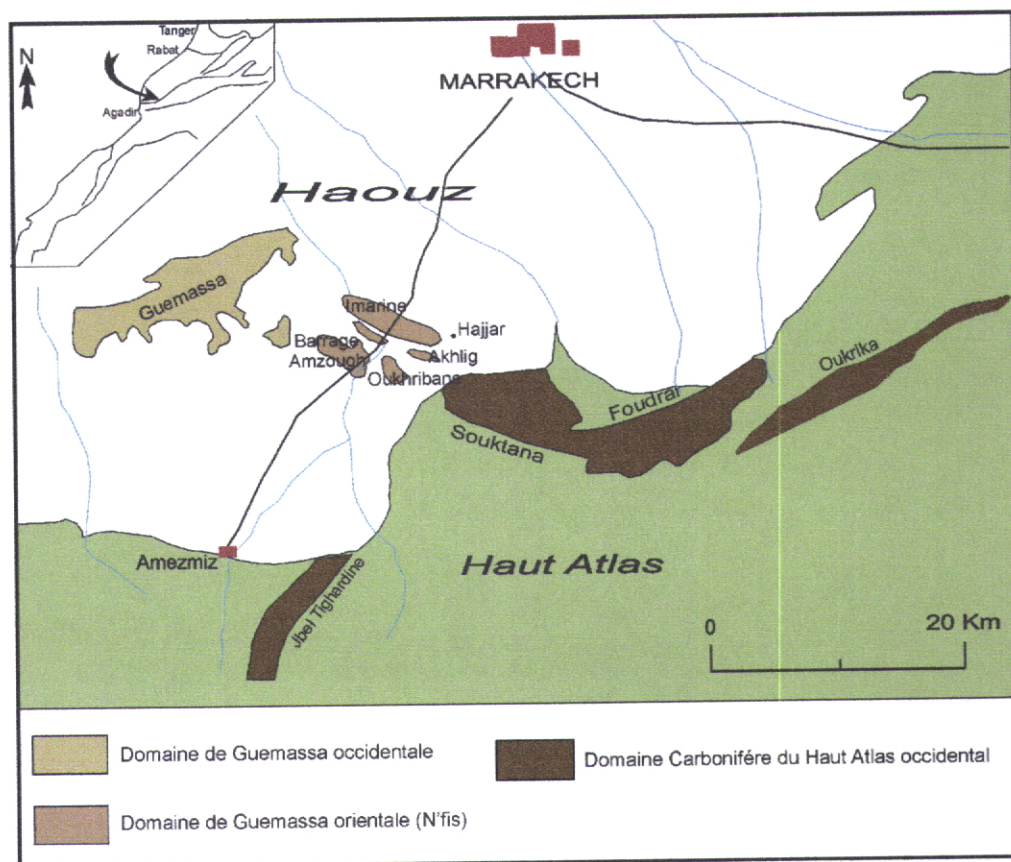 Tanger
Rabat
N
Agadir
MARRAKECH
Haouz
Guemassa
Imarine
Hajjar
Barrage
Amzough
Akhlig
Oukhribane
Oukrika
Foudrar
Souktana
Amezmiz
Jbel Tighardine
Haut Atlas
0 20 Km
Domaine de Guemassa occidentale
Domaine Carbonifére du Haut Atlas occidental
Domaine de Guemassa orientale (N'fis)